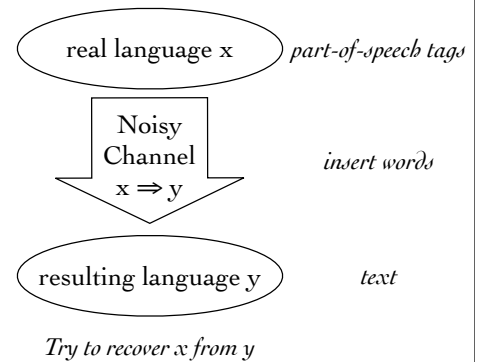 real language x part-of-speech tags
Noisy
Channel
x ⇒ y
insert words
resulting language y text
Try to recover x from y